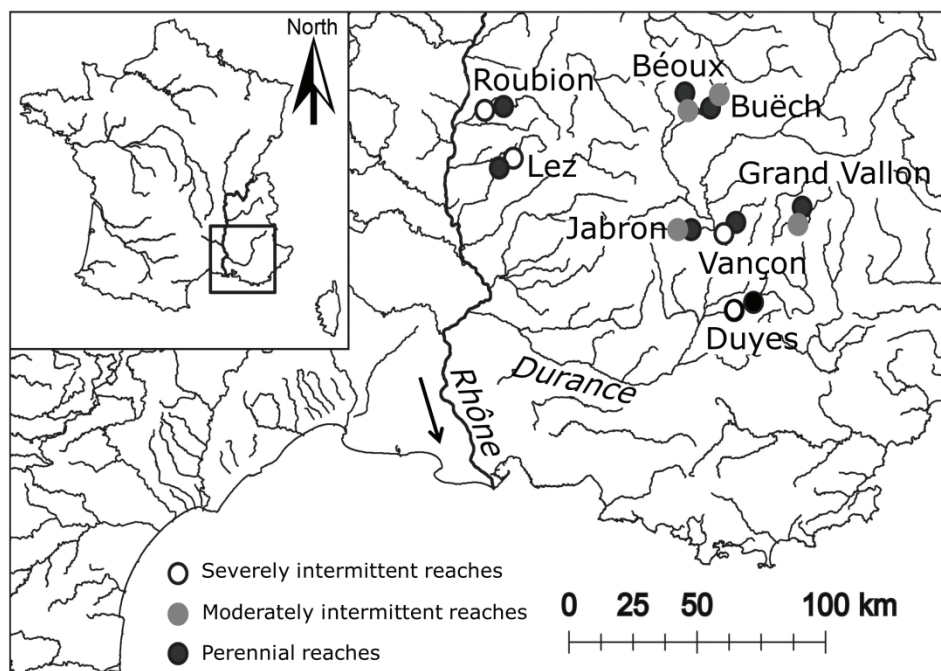 North
Roubion
Béoux
Buëch
Lez
Grand Vallon
Jabron
Vançon
Duyes
Durance
Rhône
Severely intermittent reaches
Moderately intermittent reaches
Perennial reaches
0 25 50 100 km